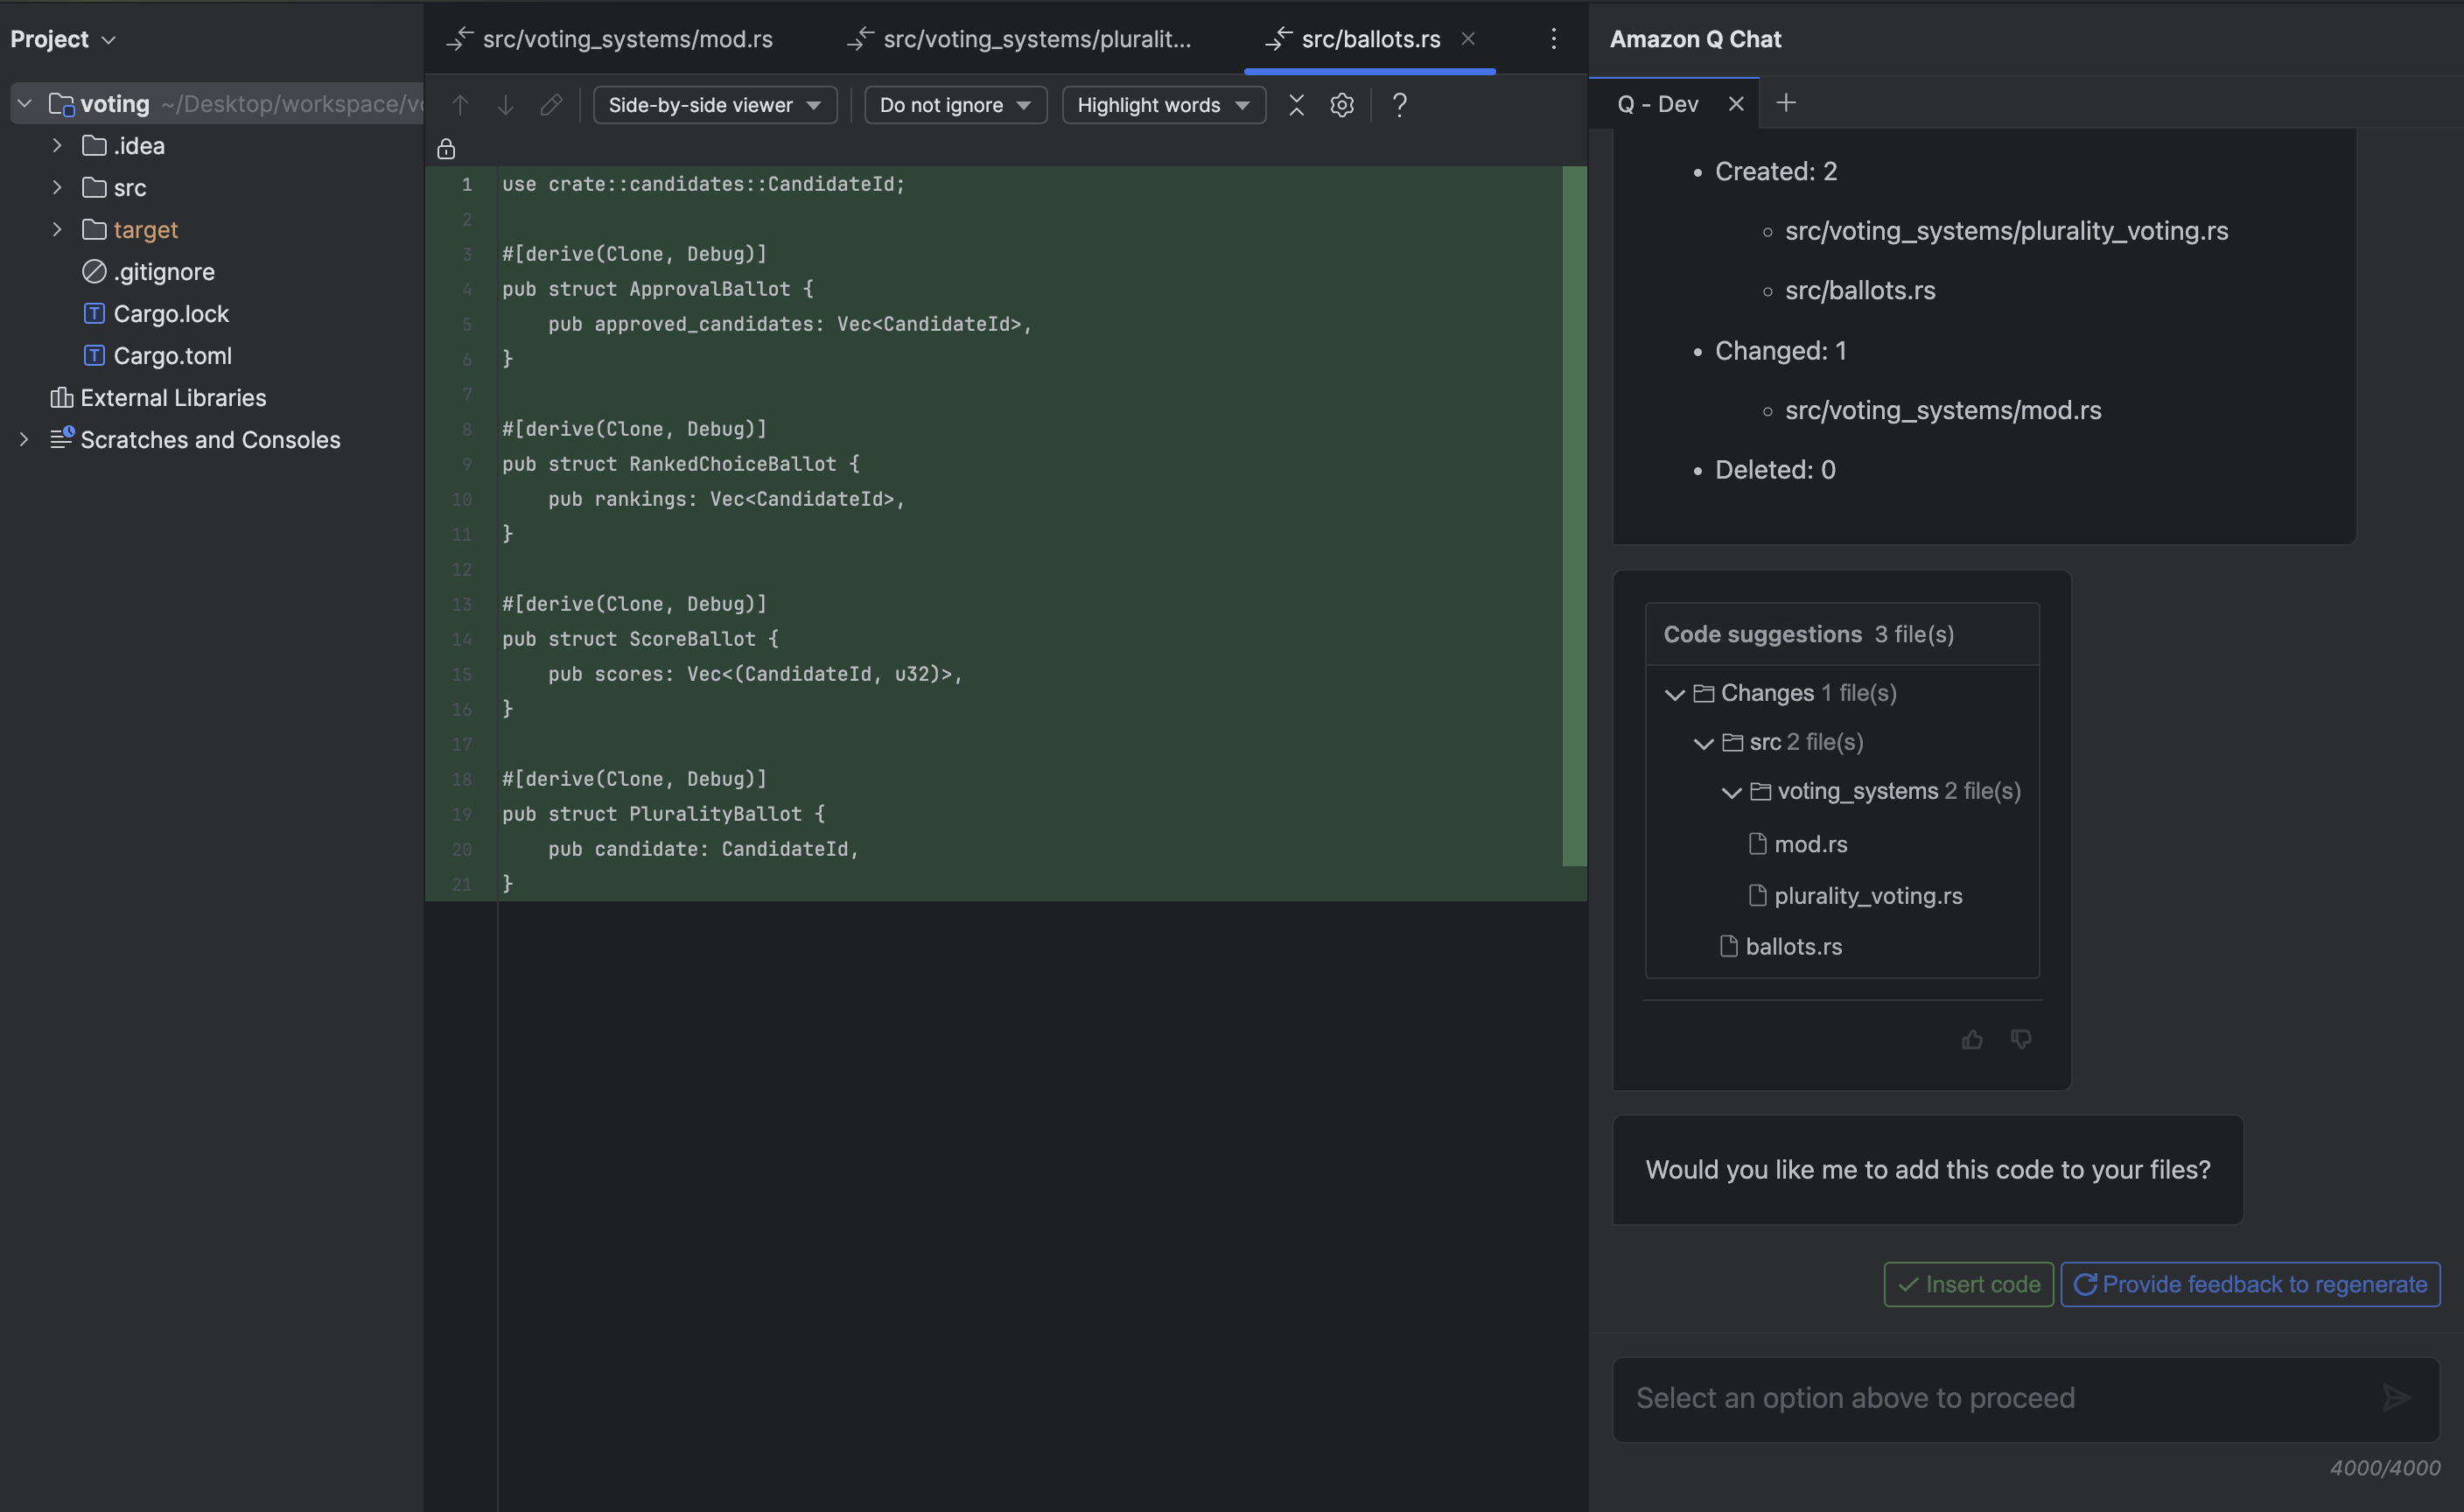 Project
voting ~/Desktop/workspace/vo
.idea
src
target
.gitignore
Cargo.lock
Cargo.toml
External Libraries
Scratches and Consoles
src/voting_systems/mod.rs
src/voting_systems/pluralit...
src/ballots.rs
Side-by-side viewer
Do not ignore
Highlight words
?
1 use crate::candidates::CandidateId;
2
3 #[derive(Clone, Debug)]
4 pub struct ApprovalBallot {
5     pub approved_candidates: Vec<CandidateId>,
6 }
7
8 #[derive(Clone, Debug)]
9 pub struct RankedChoiceBallot {
10     pub rankings: Vec<CandidateId>,
11 }
12
13 #[derive(Clone, Debug)]
14 pub struct ScoreBallot {
15     pub scores: Vec<(CandidateId, u32)>,
16 }
17
18 #[derive(Clone, Debug)]
19 pub struct PluralityBallot {
20     pub candidate: CandidateId,
21 }
Amazon Q Chat
Q - Dev
• Created: 2
◦ src/voting_systems/plurality_voting.rs
◦ src/ballots.rs
• Changed: 1
◦ src/voting_systems/mod.rs
• Deleted: 0
Code suggestions 3 file(s)
Changes 1 file(s)
src 2 file(s)
voting_systems 2 file(s)
mod.rs
plurality_voting.rs
ballots.rs
Would you like me to add this code to your files?
Insert code
Provide feedback to regenerate
Select an option above to proceed
4000/4000